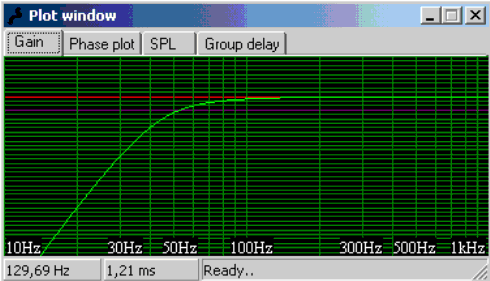 Plot window
Gain Phase plot SPL Group delay
10Hz 30Hz 50Hz 100Hz 300Hz 500Hz 1kHz
129,69 Hz 1,21 ms Ready..